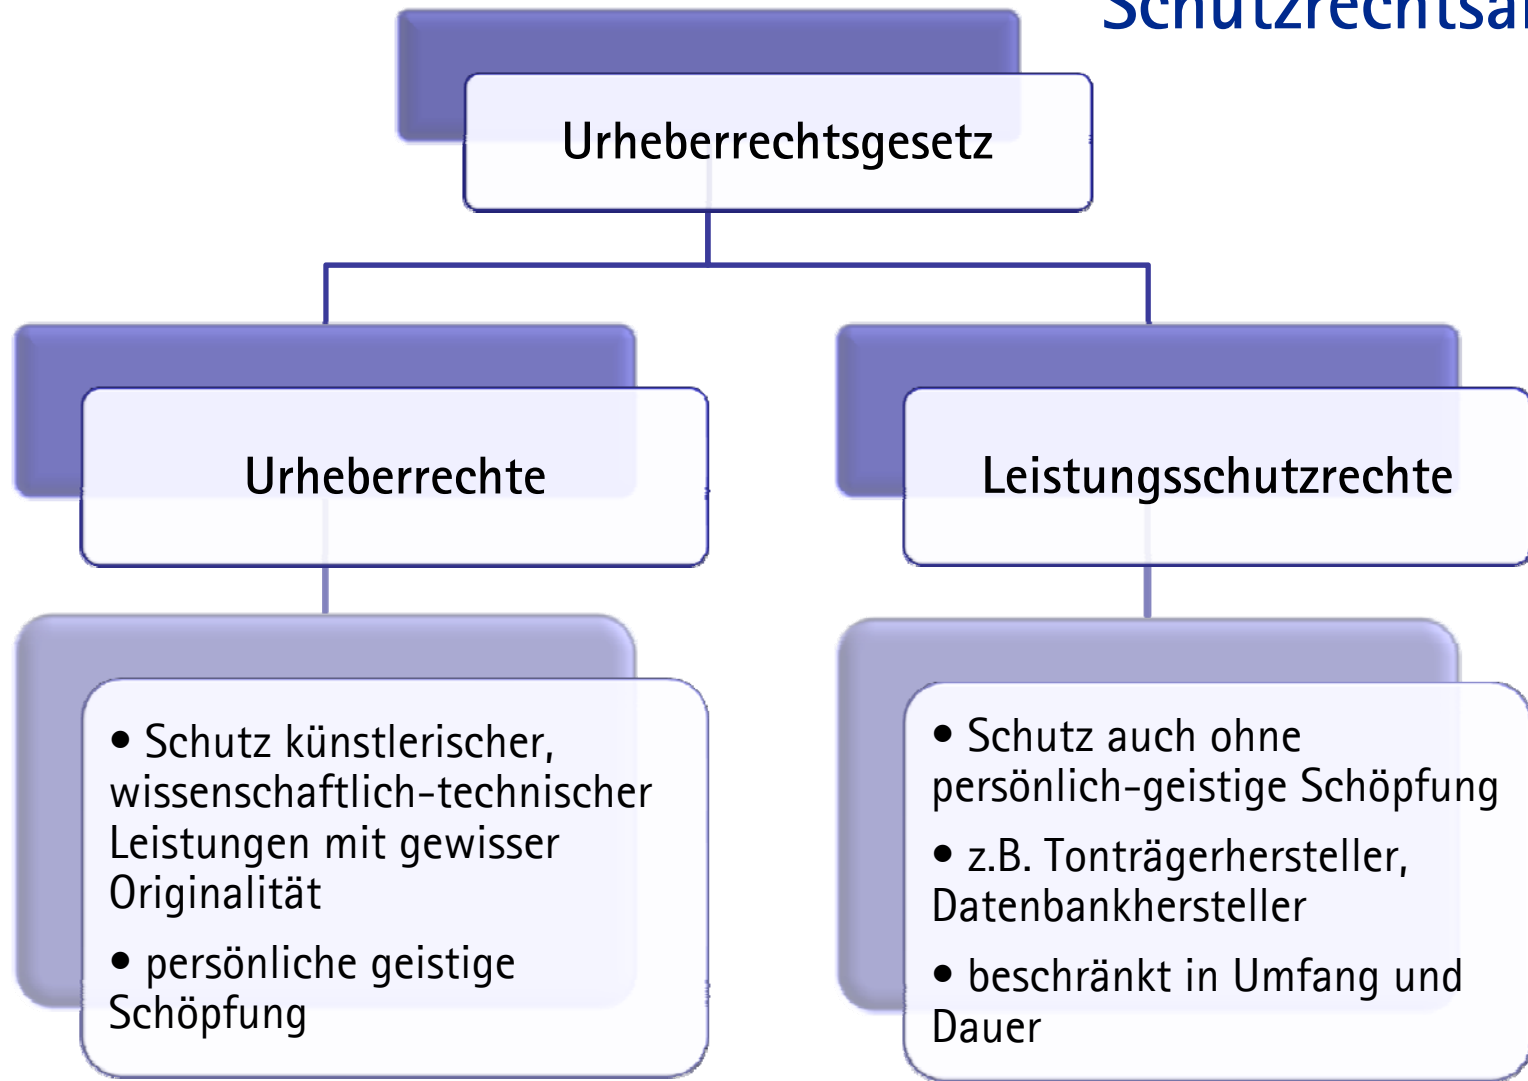 Urheberrechtsgesetz
Urheberrechte
Leistungsschutzrechte
• Schutz künstlerischer,
wissenschaftlich-technischer
Leistungen mit gewisser
Originalität
• persönliche geistige
Schöpfung
• Schutz auch ohne
persönlich-geistige Schöpfung
• z.B. Tonträgerhersteller,
Datenbankhersteller
• beschränkt in Umfang und
Dauer